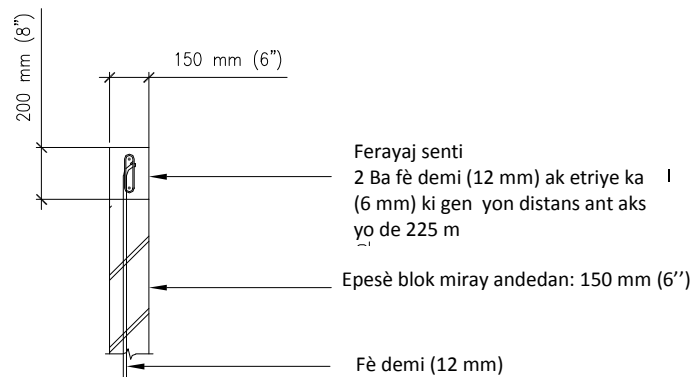 150 mm (6”)
200 mm (8”)
Ferayaj senti
2 Ba fè demi (12 mm) ak etriye ka
(6 mm) ki gen yon distans ant aks
yo de 225 m
Epesè blok miray andedan: 150 mm (6’’)
Fè demi (12 mm)